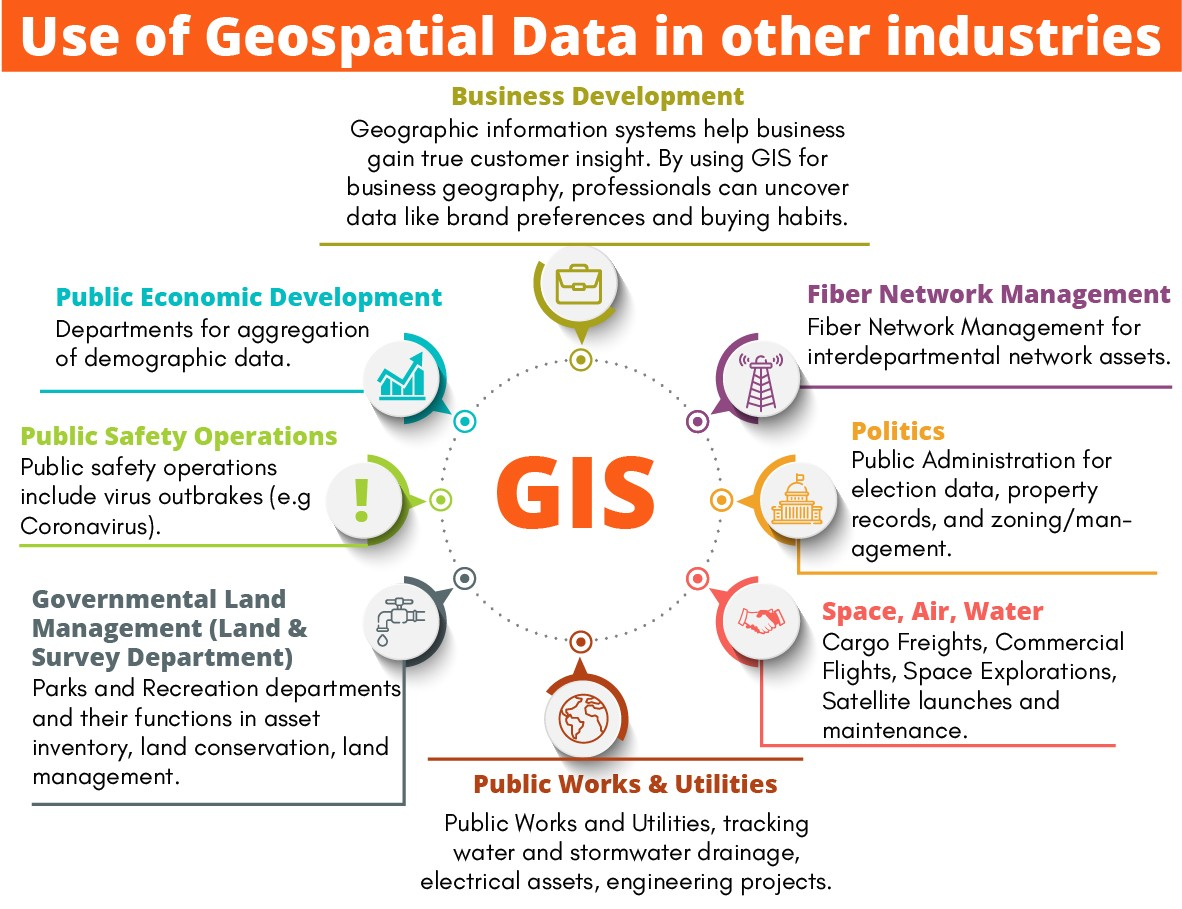 Use of Geospatial Data in other industries
Business Development
Geographic information systems help business
gain true customer insight. By using GIS for
business geography, professionals can uncover
data like brand preferences and buying habits.
Public Economic Development
Departments for aggregation
of demographic data.
Fiber Network Management
Fiber Network Management for
interdepartmental network assets.
Public Safety Operations
Public safety operations
include virus outbrakes (e.g
Coronavirus).
!
GIS
Politics
Public Administration for
election data, property
records, and zoning/man-
agement.
Governmental Land
Management (Land &
Survey Department)
Parks and Recreation departments
and their functions in asset
inventory, land conservation, land
management.
Space, Air, Water
Cargo Freights, Commercial
Flights, Space Explorations,
Satellite launches and
maintenance.
Public Works & Utilities
Public Works and Utilities, tracking
water and stormwater drainage,
electrical assets, engineering projects.